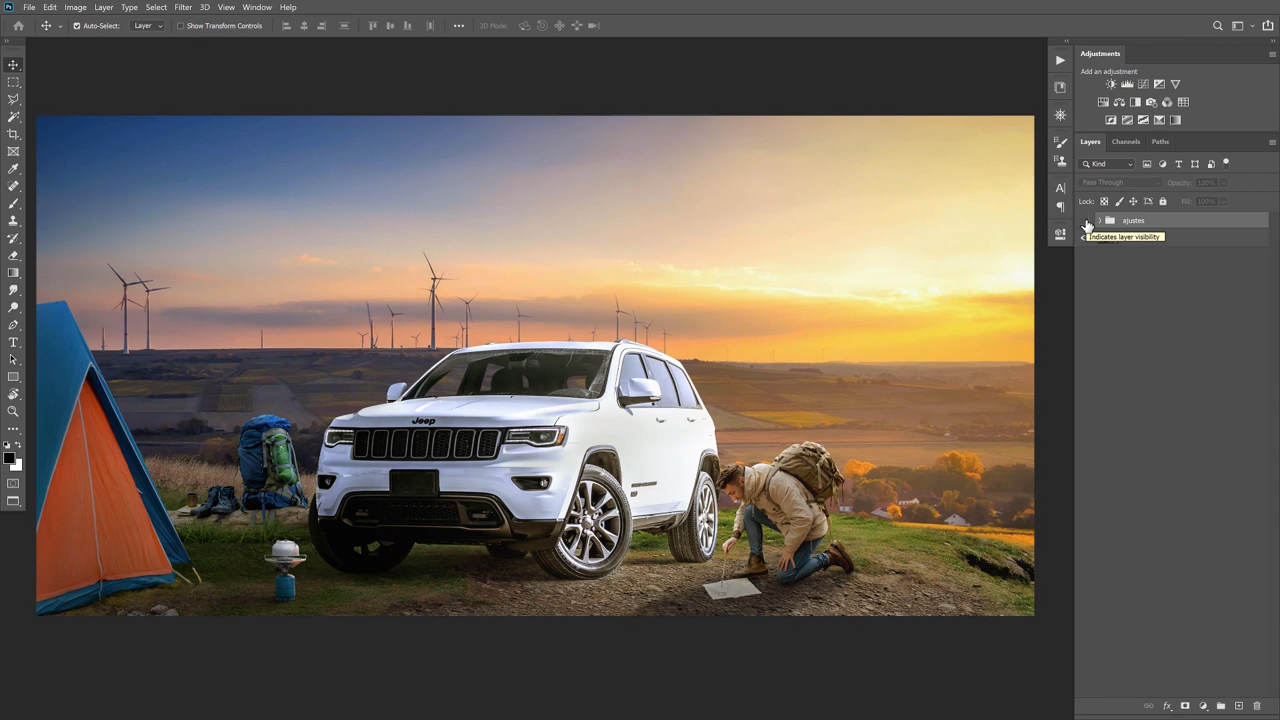 Ps File Edit Image Layer Type Select Filter 3D View Window Help
Auto-Select: Layer Show Transform Controls 3D Mode:
Adjustments
Add an adjustment
Layers Channels Paths
Kind
Pass Through Opacity: 100%
Lock: Fill: 100%
ajustes
Indicates layer visibility
Jeep